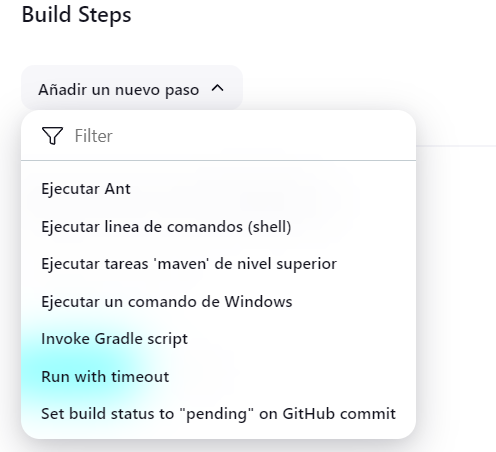 Build Steps
Añadir un nuevo paso
Filter
Ejecutar Ant
Ejecutar linea de comandos (shell)
Ejecutar tareas 'maven' de nivel superior
Ejecutar un comando de Windows
Invoke Gradle script
Run with timeout
Set build status to "pending" on GitHub commit